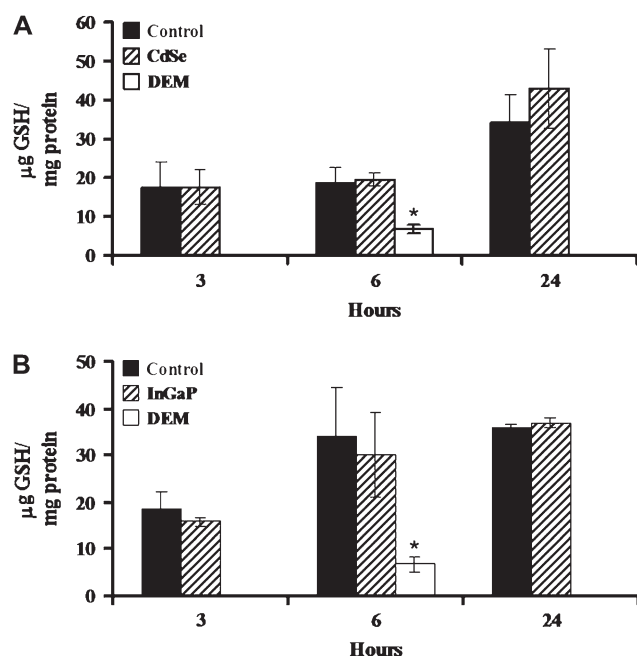 A
60
50
40
30
20
10
0
μg GSH/
mg protein
Control
CdSe
DEM
*
3 6 24
Hours
B
50
40
30
20
10
0
μg GSH/
mg protein
Control
InGaP
DEM
*
3 6 24
Hours